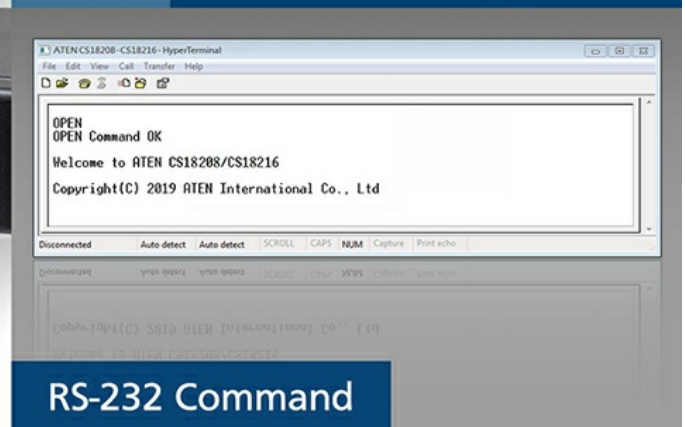 ATEN CS18208-CS18216 - HyperTerminal
File Edit View Call Transfer Help
OPEN
OPEN Command OK
Welcome to ATEN CS18208/CS18216
Copyright(C) 2019 ATEN International Co., Ltd
Disconnected Auto detect Auto detect SCROLL CAPS NUM Capture Print echo
RS-232 Command